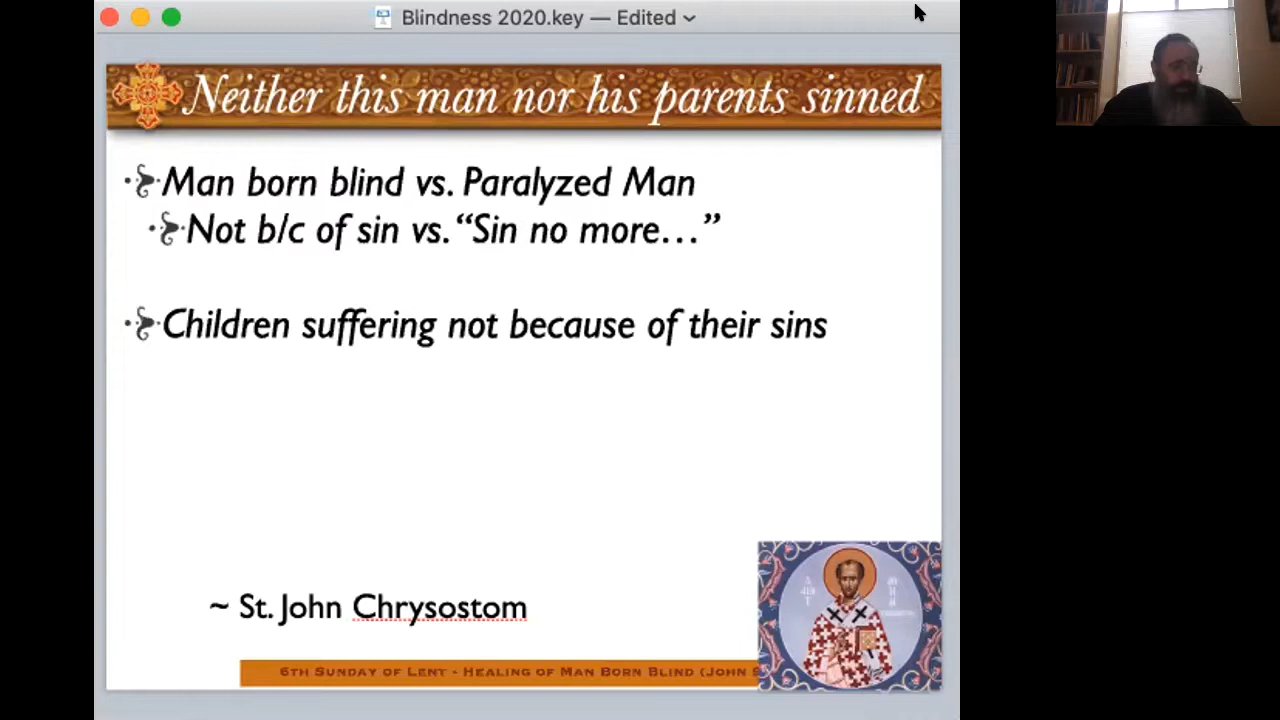 Blindness 2020.key — Edited
Neither this man nor his parents sinned
Man born blind vs. Paralyzed Man
Not b/c of sin vs. “Sin no more…”
Children suffering not because of their sins
~ St. John Chrysostom
6th Sunday of Lent - Healing of Man Born Blind (John 9